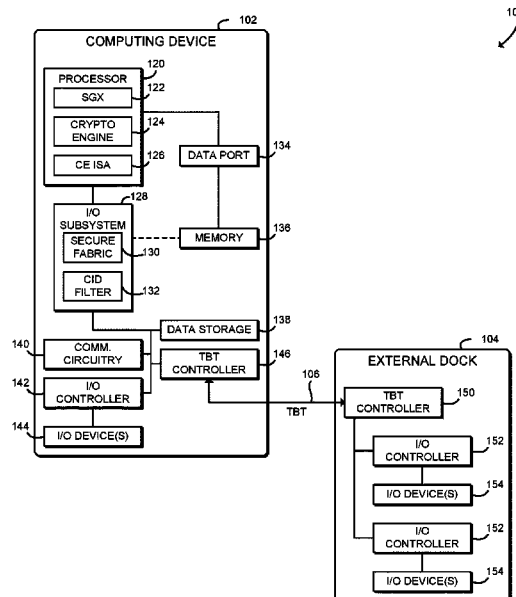 10
102
COMPUTING DEVICE
120
PROCESSOR
122
SGX
124
CRYPTO
ENGINE
126
CE ISA
134
DATA PORT
128
I/O
SUBSYSTEM
136
MEMORY
130
SECURE
FABRIC
132
CID
FILTER
138
DATA STORAGE
140
COMM.
CIRCUITRY
146
TBT
CONTROLLER
142
I/O
CONTROLLER
144
I/O DEVICE(S)
106
TBT
104
EXTERNAL DOCK
150
TBT
CONTROLLER
152
I/O
CONTROLLER
154
I/O DEVICE(S)
152
I/O
CONTROLLER
154
I/O DEVICE(S)